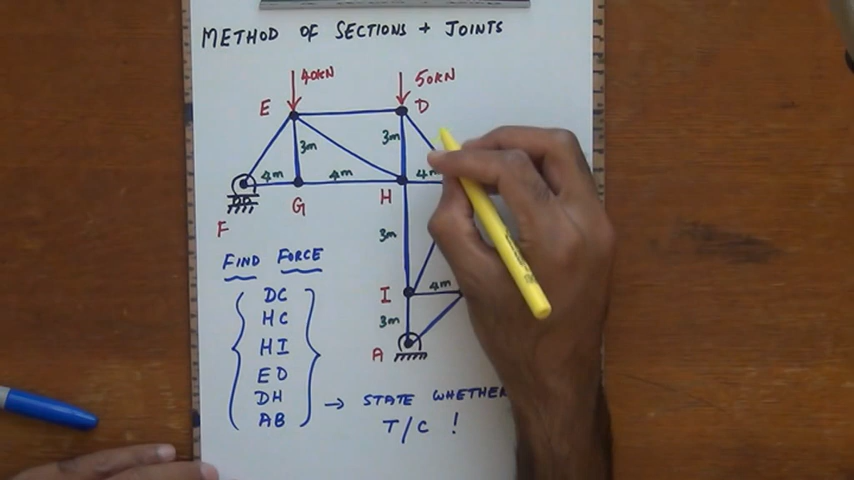 METHOD OF SECTIONS + JOINTS
40KN
50KN
E
D
3m
3m
4m
4m
4m
F
G
H
3m
FIND FORCE
DC
HC
HI
ED
DH
AB
I
4m
3m
A
→ STATE WHETHER
T/C !